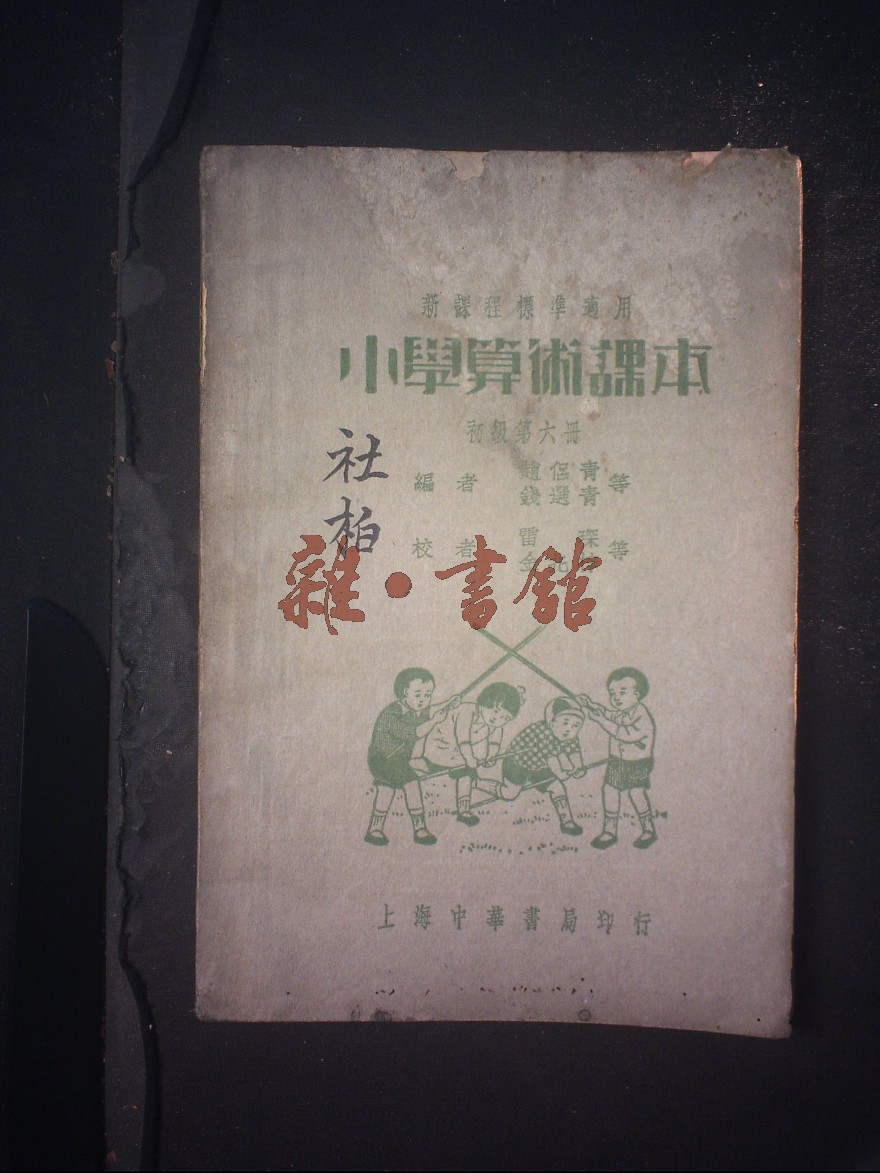 新課程標準適用
小學算術課本
初級第六冊
編者 趙侶青 錢選青 等
校者 雷琛 金 等
社柏
雜·書館
上海中華書局印行